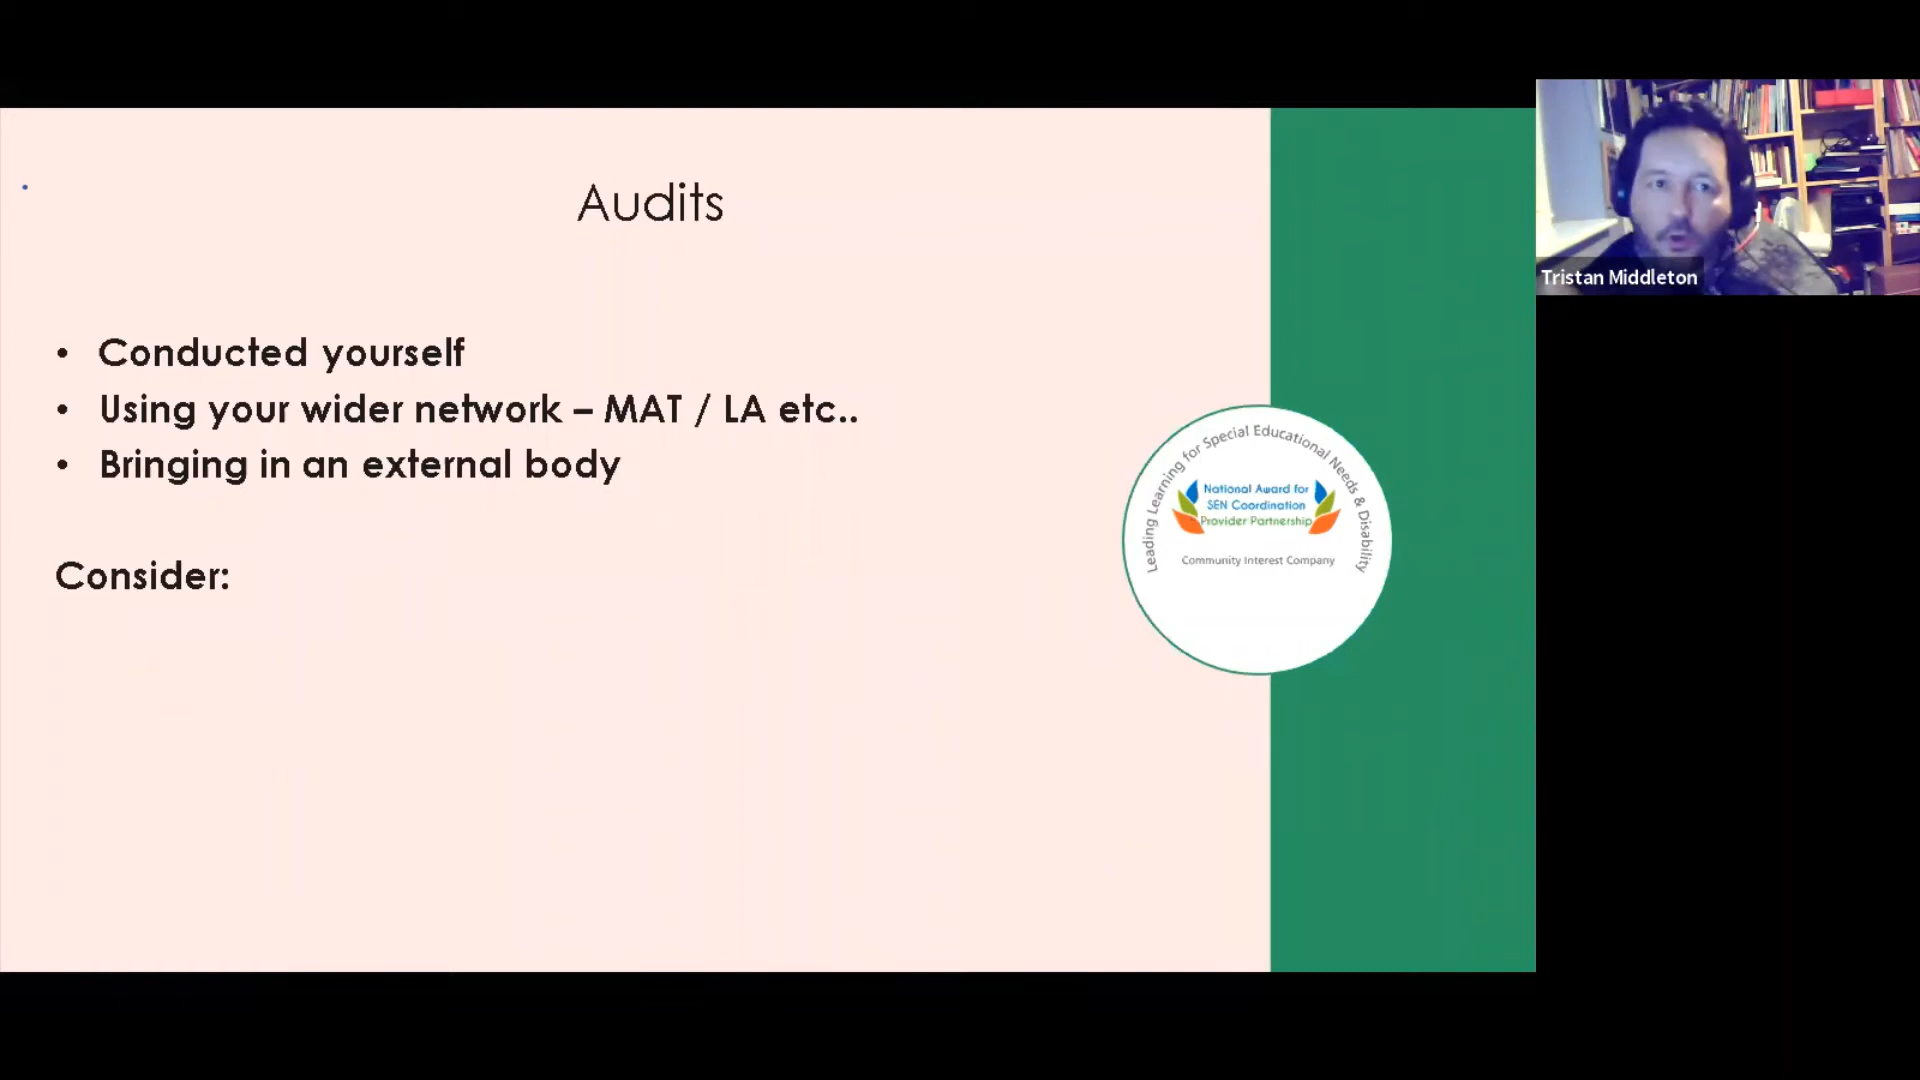 Audits
• Conducted yourself
• Using your wider network – MAT / LA etc..
• Bringing in an external body
Consider:
Leading Learning for Special Educational Needs & Disability
National Award for
SEN Coordination
Provider Partnership
Community Interest Company
Tristan Middleton